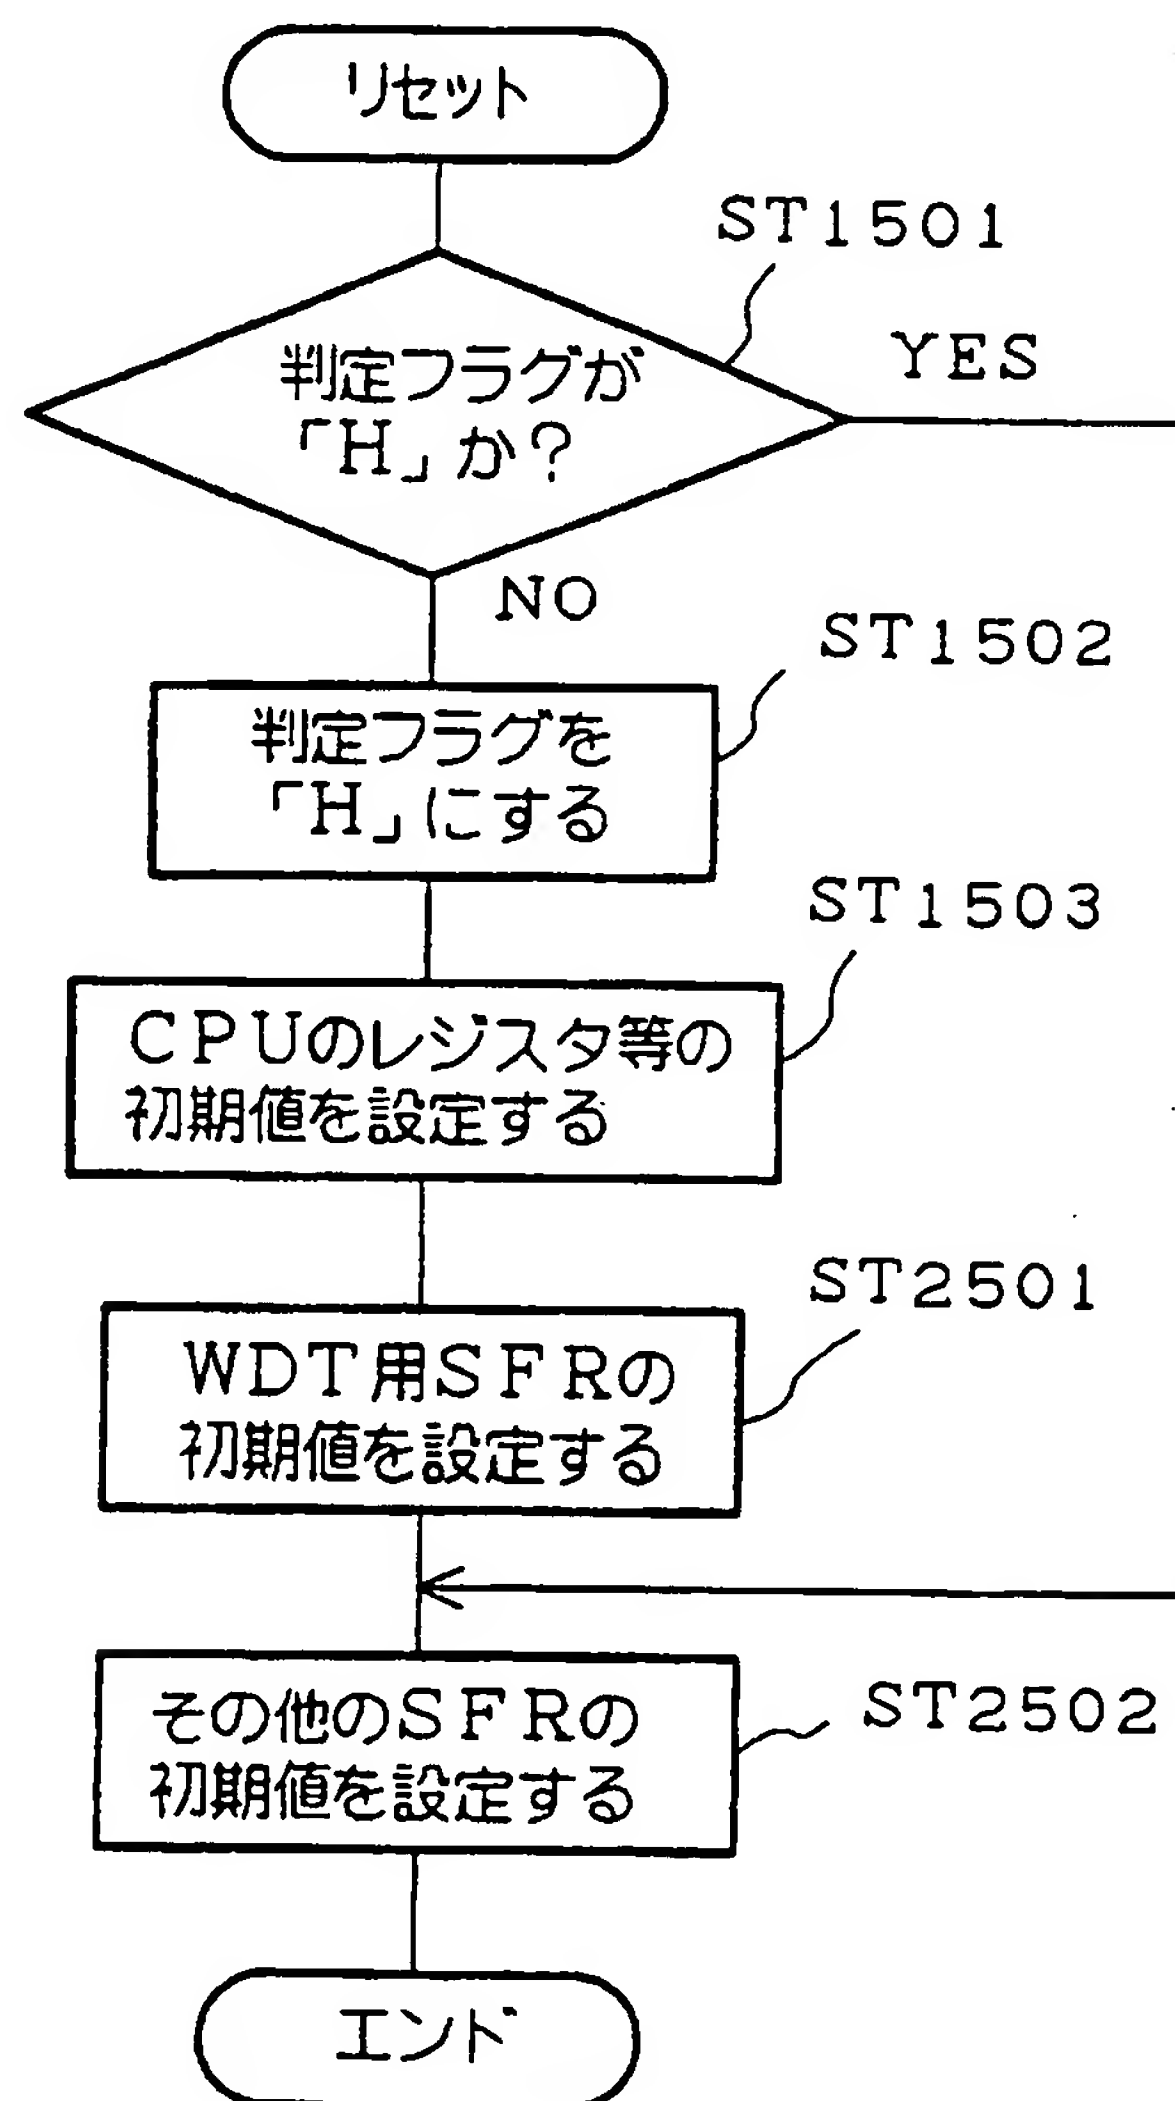 リセット
ST1501
判定フラグが
「H」か?
YES
NO
ST1502
判定フラグを
「H」にする
ST1503
CPUのレジスタ等の
初期値を設定する
ST2501
WDT用SFRの
初期値を設定する
その他のSFRの
初期値を設定する
ST2502
エンド